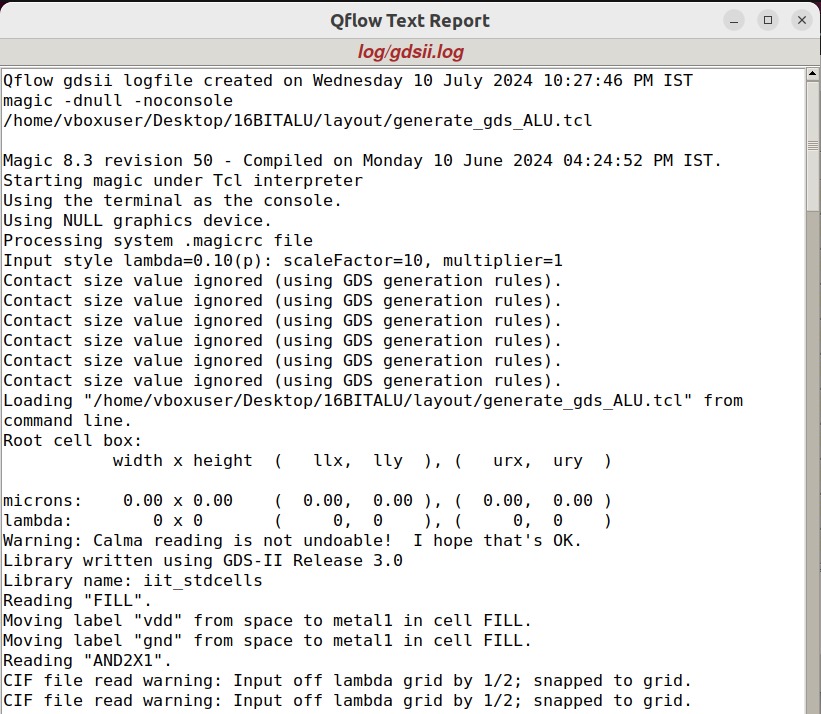 Qflow Text Report
log/gdsii.log
Qflow gdsii logfile created on Wednesday 10 July 2024 10:27:46 PM IST
magic -dnull -noconsole
/home/vboxuser/Desktop/16BITALU/layout/generate_gds_ALU.tcl
Magic 8.3 revision 50 - Compiled on Monday 10 June 2024 04:24:52 PM IST.
Starting magic under Tcl interpreter
Using the terminal as the console.
Using NULL graphics device.
Processing system .magicrc file
Input style lambda=0.10(p): scaleFactor=10, multiplier=1
Contact size value ignored (using GDS generation rules).
Contact size value ignored (using GDS generation rules).
Contact size value ignored (using GDS generation rules).
Contact size value ignored (using GDS generation rules).
Contact size value ignored (using GDS generation rules).
Contact size value ignored (using GDS generation rules).
Loading "/home/vboxuser/Desktop/16BITALU/layout/generate_gds_ALU.tcl" from
command line.
Root cell box:
           width x height  (   llx,  lly  ), (   urx,  ury  )
microns:    0.00 x 0.00    (  0.00,  0.00 ), (  0.00,  0.00 )
lambda:        0 x 0       (     0,  0    ), (     0,  0    )
Warning: Calma reading is not undoable!  I hope that's OK.
Library written using GDS-II Release 3.0
Library name: iit_stdcells
Reading "FILL".
Moving label "vdd" from space to metal1 in cell FILL.
Moving label "gnd" from space to metal1 in cell FILL.
Reading "AND2X1".
CIF file read warning: Input off lambda grid by 1/2; snapped to grid.
CIF file read warning: Input off lambda grid by 1/2; snapped to grid.